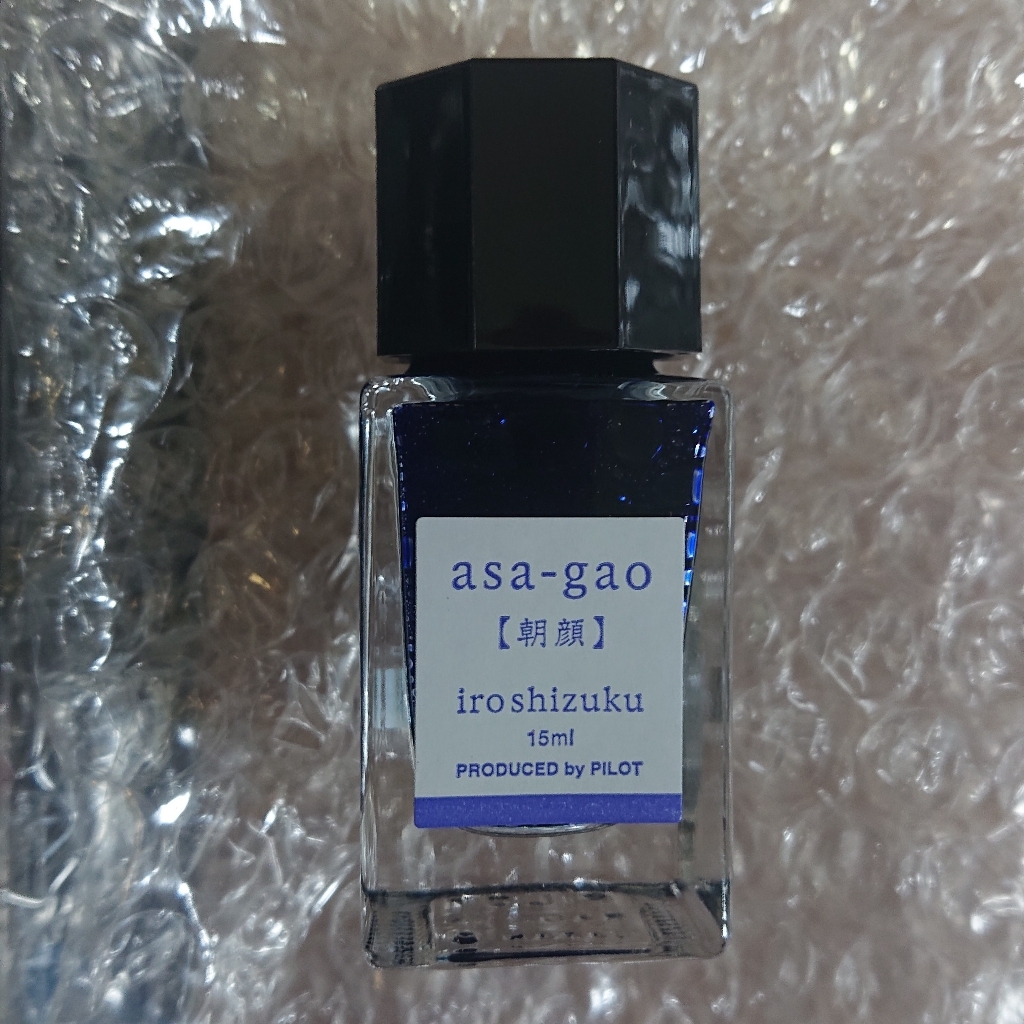 asa-gao
【朝顔】
iroshizuku
15ml
PRODUCED by PILOT